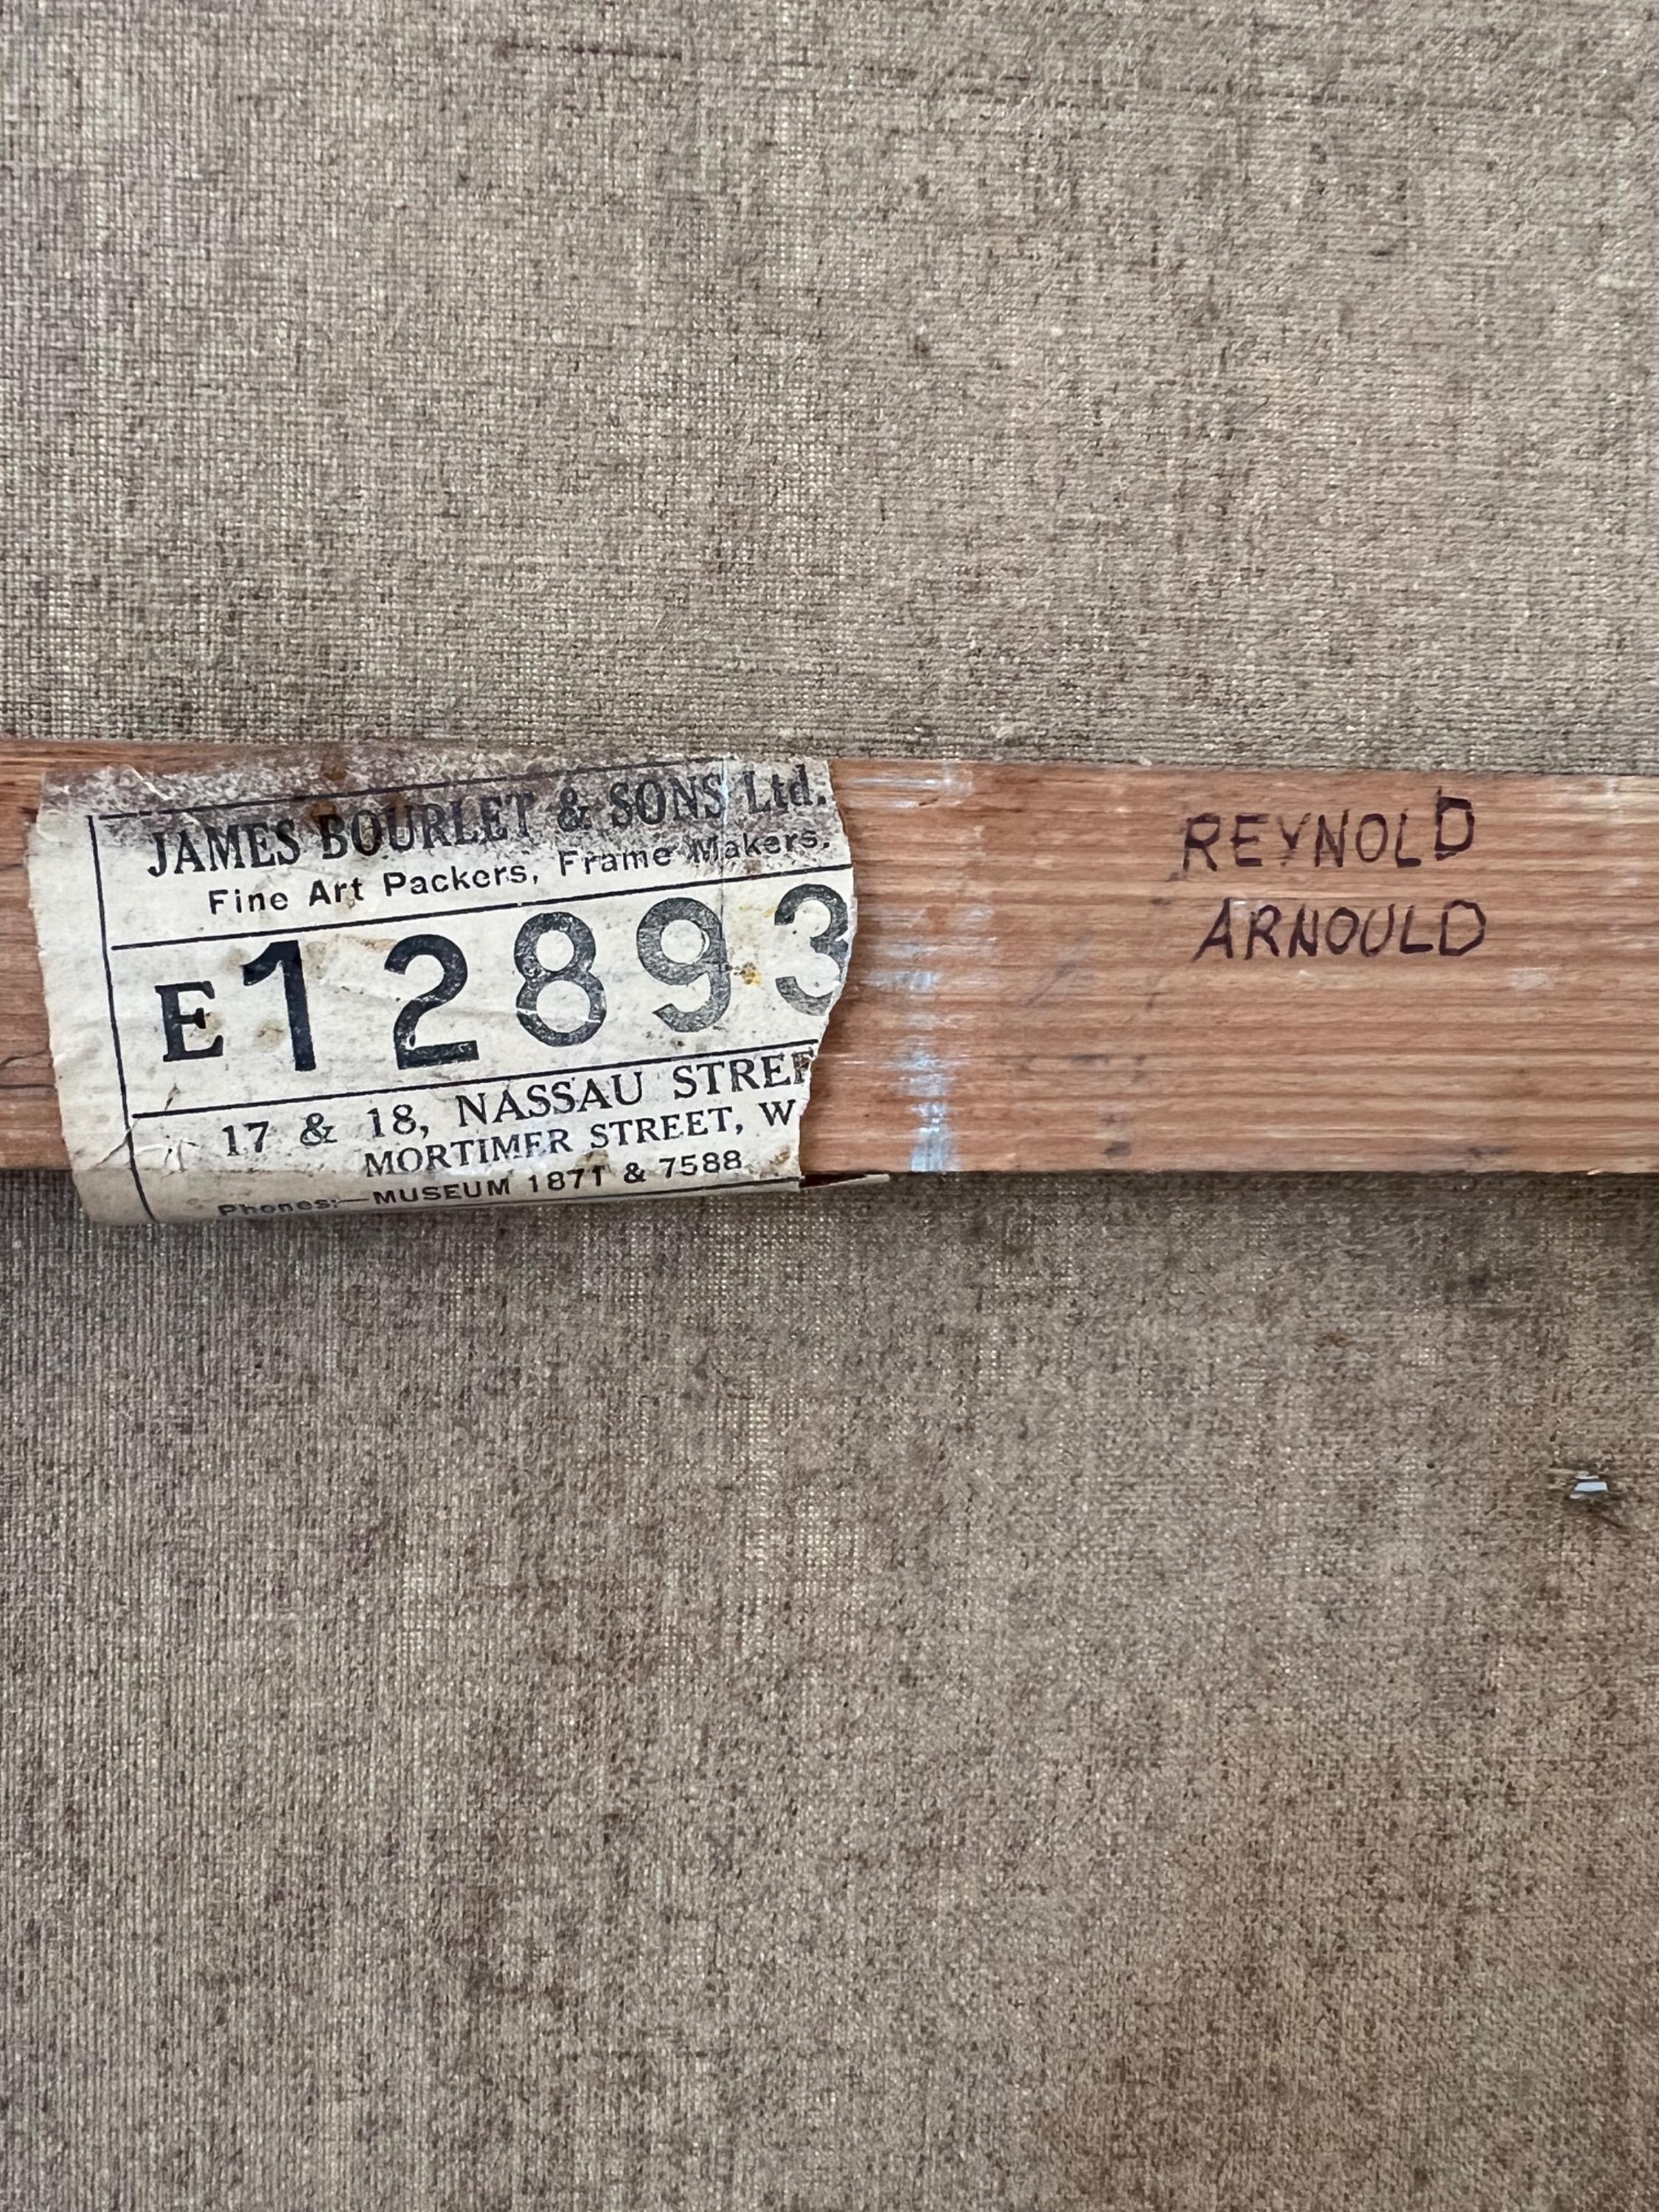 JAMES BOURLET & SONS Ltd.
Fine Art Packers, Frame Makers.
E12893
17 & 18, NASSAU STREE
MORTIMER STREET, W
Phones:—MUSEUM 1871 & 7588
REYNOLD
ARNOULD